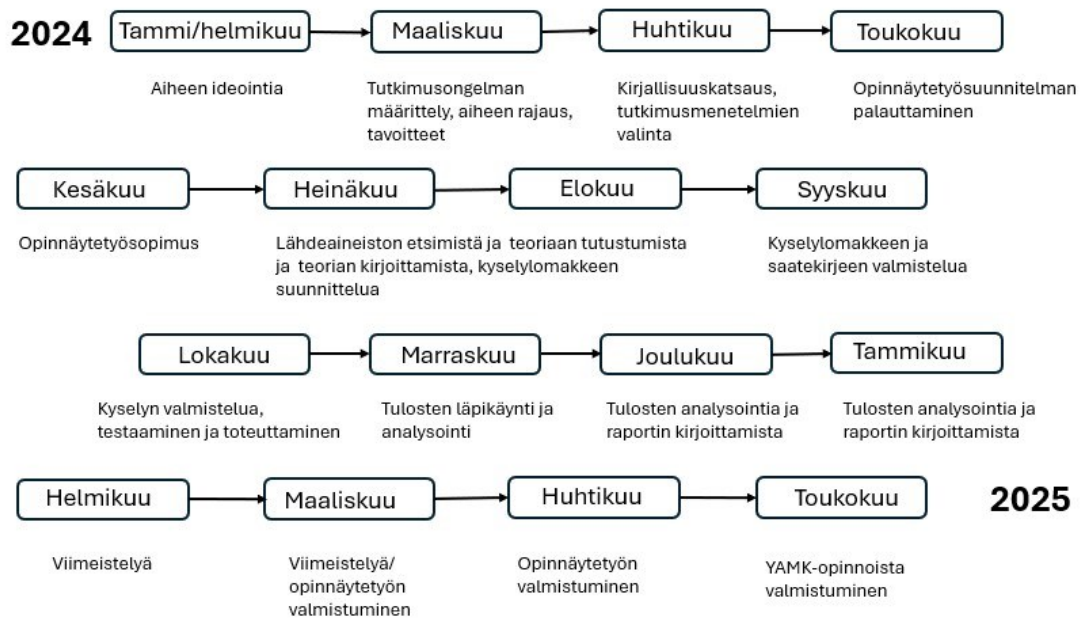 2024
Tammi/helmikuu
Maaliskuu
Huhtikuu
Toukokuu
Aiheen ideointia
Tutkimusongelman
määrittely, aiheen rajaus,
tavoitteet
Kirjallisuuskatsaus,
tutkimusmenetelmien
valinta
Opinnäytetyösuunnitelman
palauttaminen
Kesäkuu
Heinäkuu
Elokuu
Syyskuu
Opinnäytetyösopimus
Lähdeaineiston etsimistä ja teoriaan tutustumista
ja teorian kirjoittamista, kyselylomakkeen
suunnittelua
Kyselylomakkeen ja
saatekirjeen valmistelua
Lokakuu
Marraskuu
Joulukuu
Tammikuu
Kyselyn valmistelua,
testaaminen ja toteuttaminen
Tulosten läpikäynti ja
analysointi
Tulosten analysointia ja
raportin kirjoittamista
Tulosten analysointia ja
raportin kirjoittamista
Helmikuu
Maaliskuu
Huhtikuu
Toukokuu
2025
Viimeistelyä
Viimeistelyä/
opinnäytetyön
valmistuminen
Opinnäytetyön
valmistuminen
YAMK-opinnoista
valmistuminen